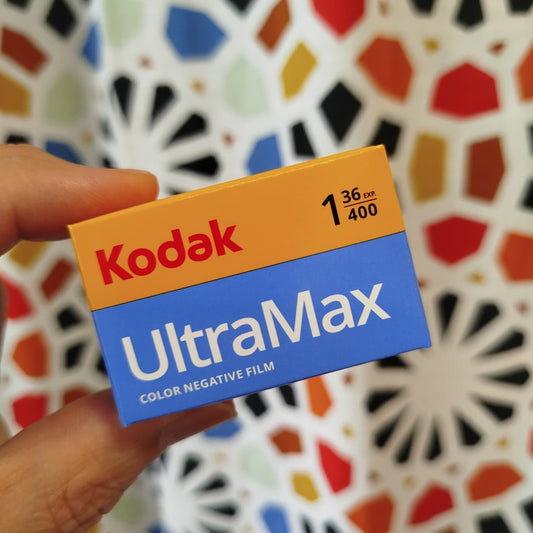 Kodak
1 36 EXP.
400
UltraMax
COLOR NEGATIVE FILM